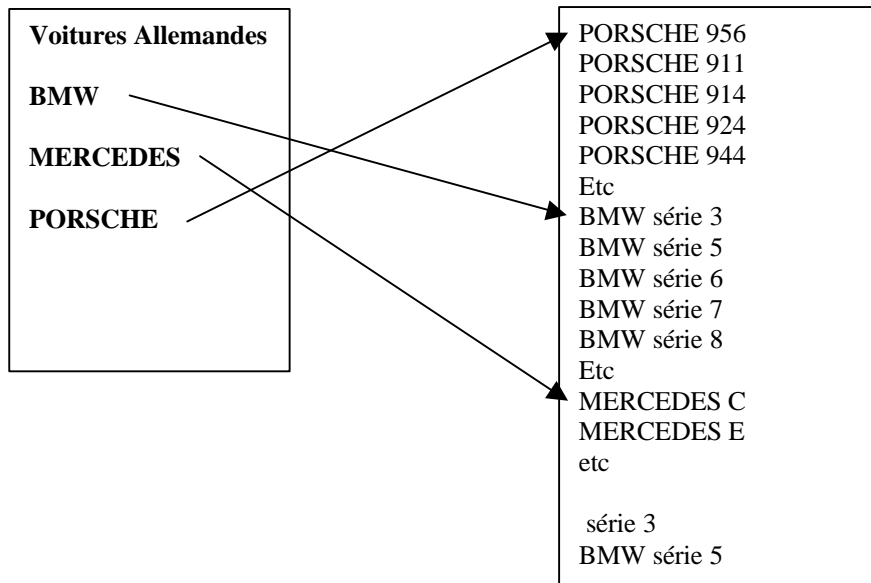 Voitures Allemandes
BMW
MERCEDES
PORSCHE
PORSCHE 956
PORSCHE 911
PORSCHE 914
PORSCHE 924
PORSCHE 944
Etc
BMW série 3
BMW série 5
BMW série 6
BMW série 7
BMW série 8
Etc
MERCEDES C
MERCEDES E
etc
série 3
BMW série 5